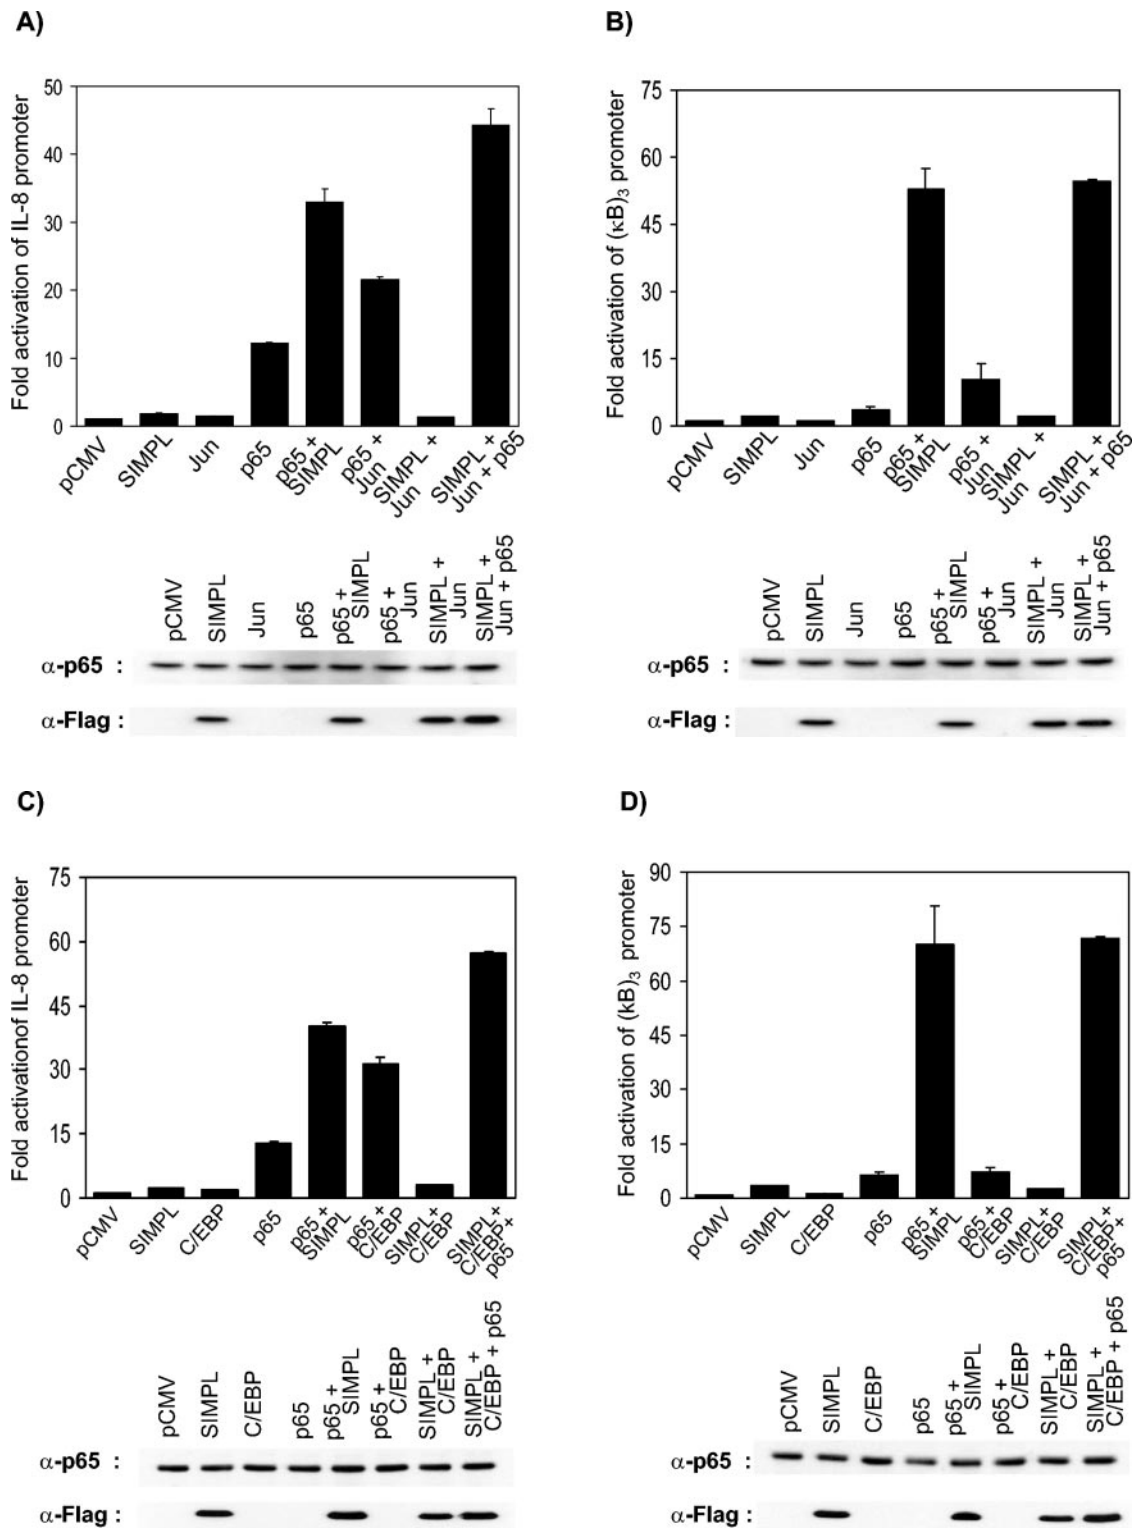 A)
Fold activation of IL-8 promoter
50
40
30
20
10
0
pCMV
SIMPL
Jun
p65
p65 +
SIMPL
p65 +
Jun
SIMPL +
Jun
SIMPL +
Jun + p65
pCMV
SIMPL
Jun
p65
p65 +
SIMPL
p65 +
Jun
SIMPL +
Jun
SIMPL +
Jun + p65
α-p65 :
α-Flag :
B)
Fold activation of (κB)3 promoter
75
60
45
30
15
0
pCMV
SIMPL
Jun
p65
p65 +
SIMPL
p65 +
Jun
SIMPL +
Jun
SIMPL +
Jun + p65
pCMV
SIMPL
Jun
p65
p65 +
SIMPL
p65 +
Jun
SIMPL +
Jun
SIMPL +
Jun + p65
α-p65 :
α-Flag :
C)
Fold activationof IL-8 promoter
75
60
45
30
15
0
pCMV
SIMPL
C/EBP
p65
p65 +
SIMPL
p65 +
C/EBP
SIMPL+
C/EBP
SIMPL+
C/EBP+
p65
pCMV
SIMPL
C/EBP
p65
p65 +
SIMPL
p65 +
C/EBP
SIMPL +
C/EBP
SIMPL +
C/EBP + p65
α-p65 :
α-Flag :
D)
Fold activation of (kB)3 promoter
90
75
60
45
30
15
0
pCMV
SIMPL
C/EBP
p65
p65 +
SIMPL
p65 +
C/EBP
SIMPL+
C/EBP
SIMPL+
C/EBP+
p65
pCMV
SIMPL
C/EBP
p65
p65 +
SIMPL
p65 +
C/EBP
SIMPL +
C/EBP
SIMPL +
C/EBP + p65
α-p65 :
α-Flag :